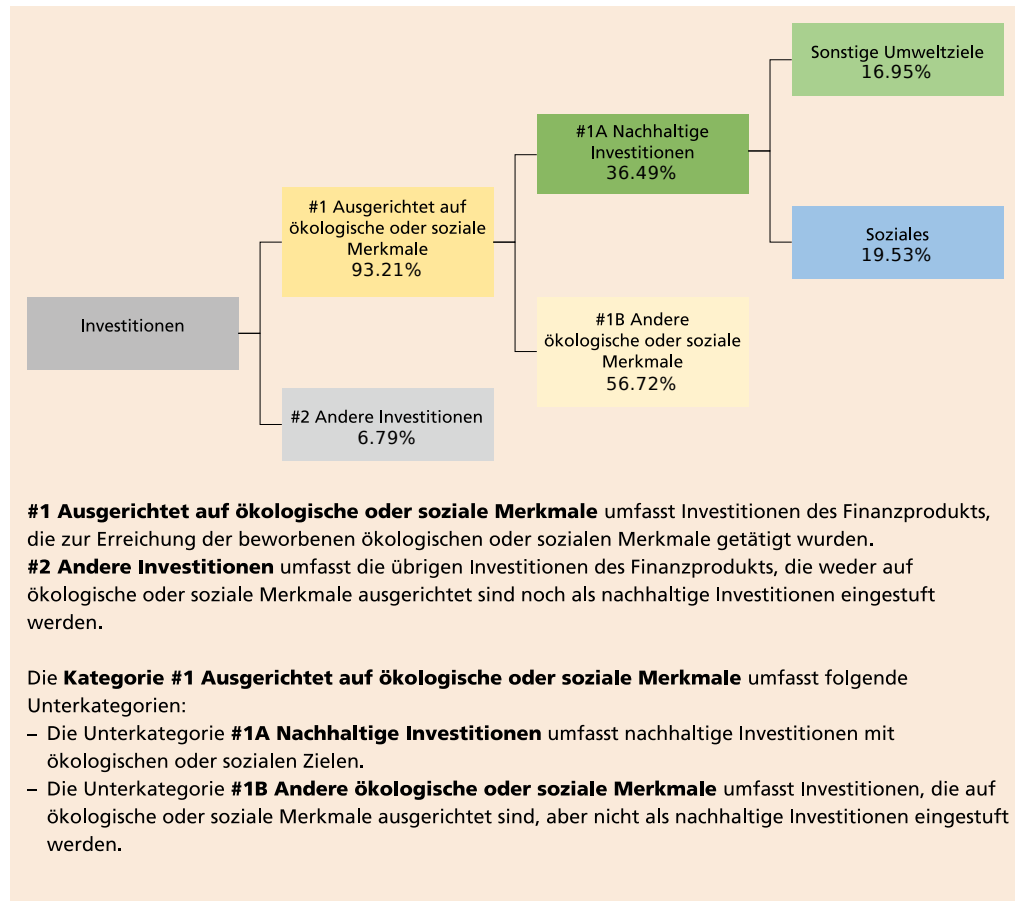 Sonstige Umweltziele
16.95%
#1A Nachhaltige
Investitionen
36.49%
#1 Ausgerichtet auf
ökologische oder soziale
Merkmale
93.21%
Soziales
19.53%
Investitionen
#1B Andere
ökologische oder soziale
Merkmale
56.72%
#2 Andere Investitionen
6.79%
#1 Ausgerichtet auf ökologische oder soziale Merkmale umfasst Investitionen des Finanzprodukts,
die zur Erreichung der beworbenen ökologischen oder sozialen Merkmale getätigt wurden.
#2 Andere Investitionen umfasst die übrigen Investitionen des Finanzprodukts, die weder auf
ökologische oder soziale Merkmale ausgerichtet sind noch als nachhaltige Investitionen eingestuft
werden.
Die Kategorie #1 Ausgerichtet auf ökologische oder soziale Merkmale umfasst folgende
Unterkategorien:
– Die Unterkategorie #1A Nachhaltige Investitionen umfasst nachhaltige Investitionen mit
ökologischen oder sozialen Zielen.
– Die Unterkategorie #1B Andere ökologische oder soziale Merkmale umfasst Investitionen, die auf
ökologische oder soziale Merkmale ausgerichtet sind, aber nicht als nachhaltige Investitionen eingestuft
werden.